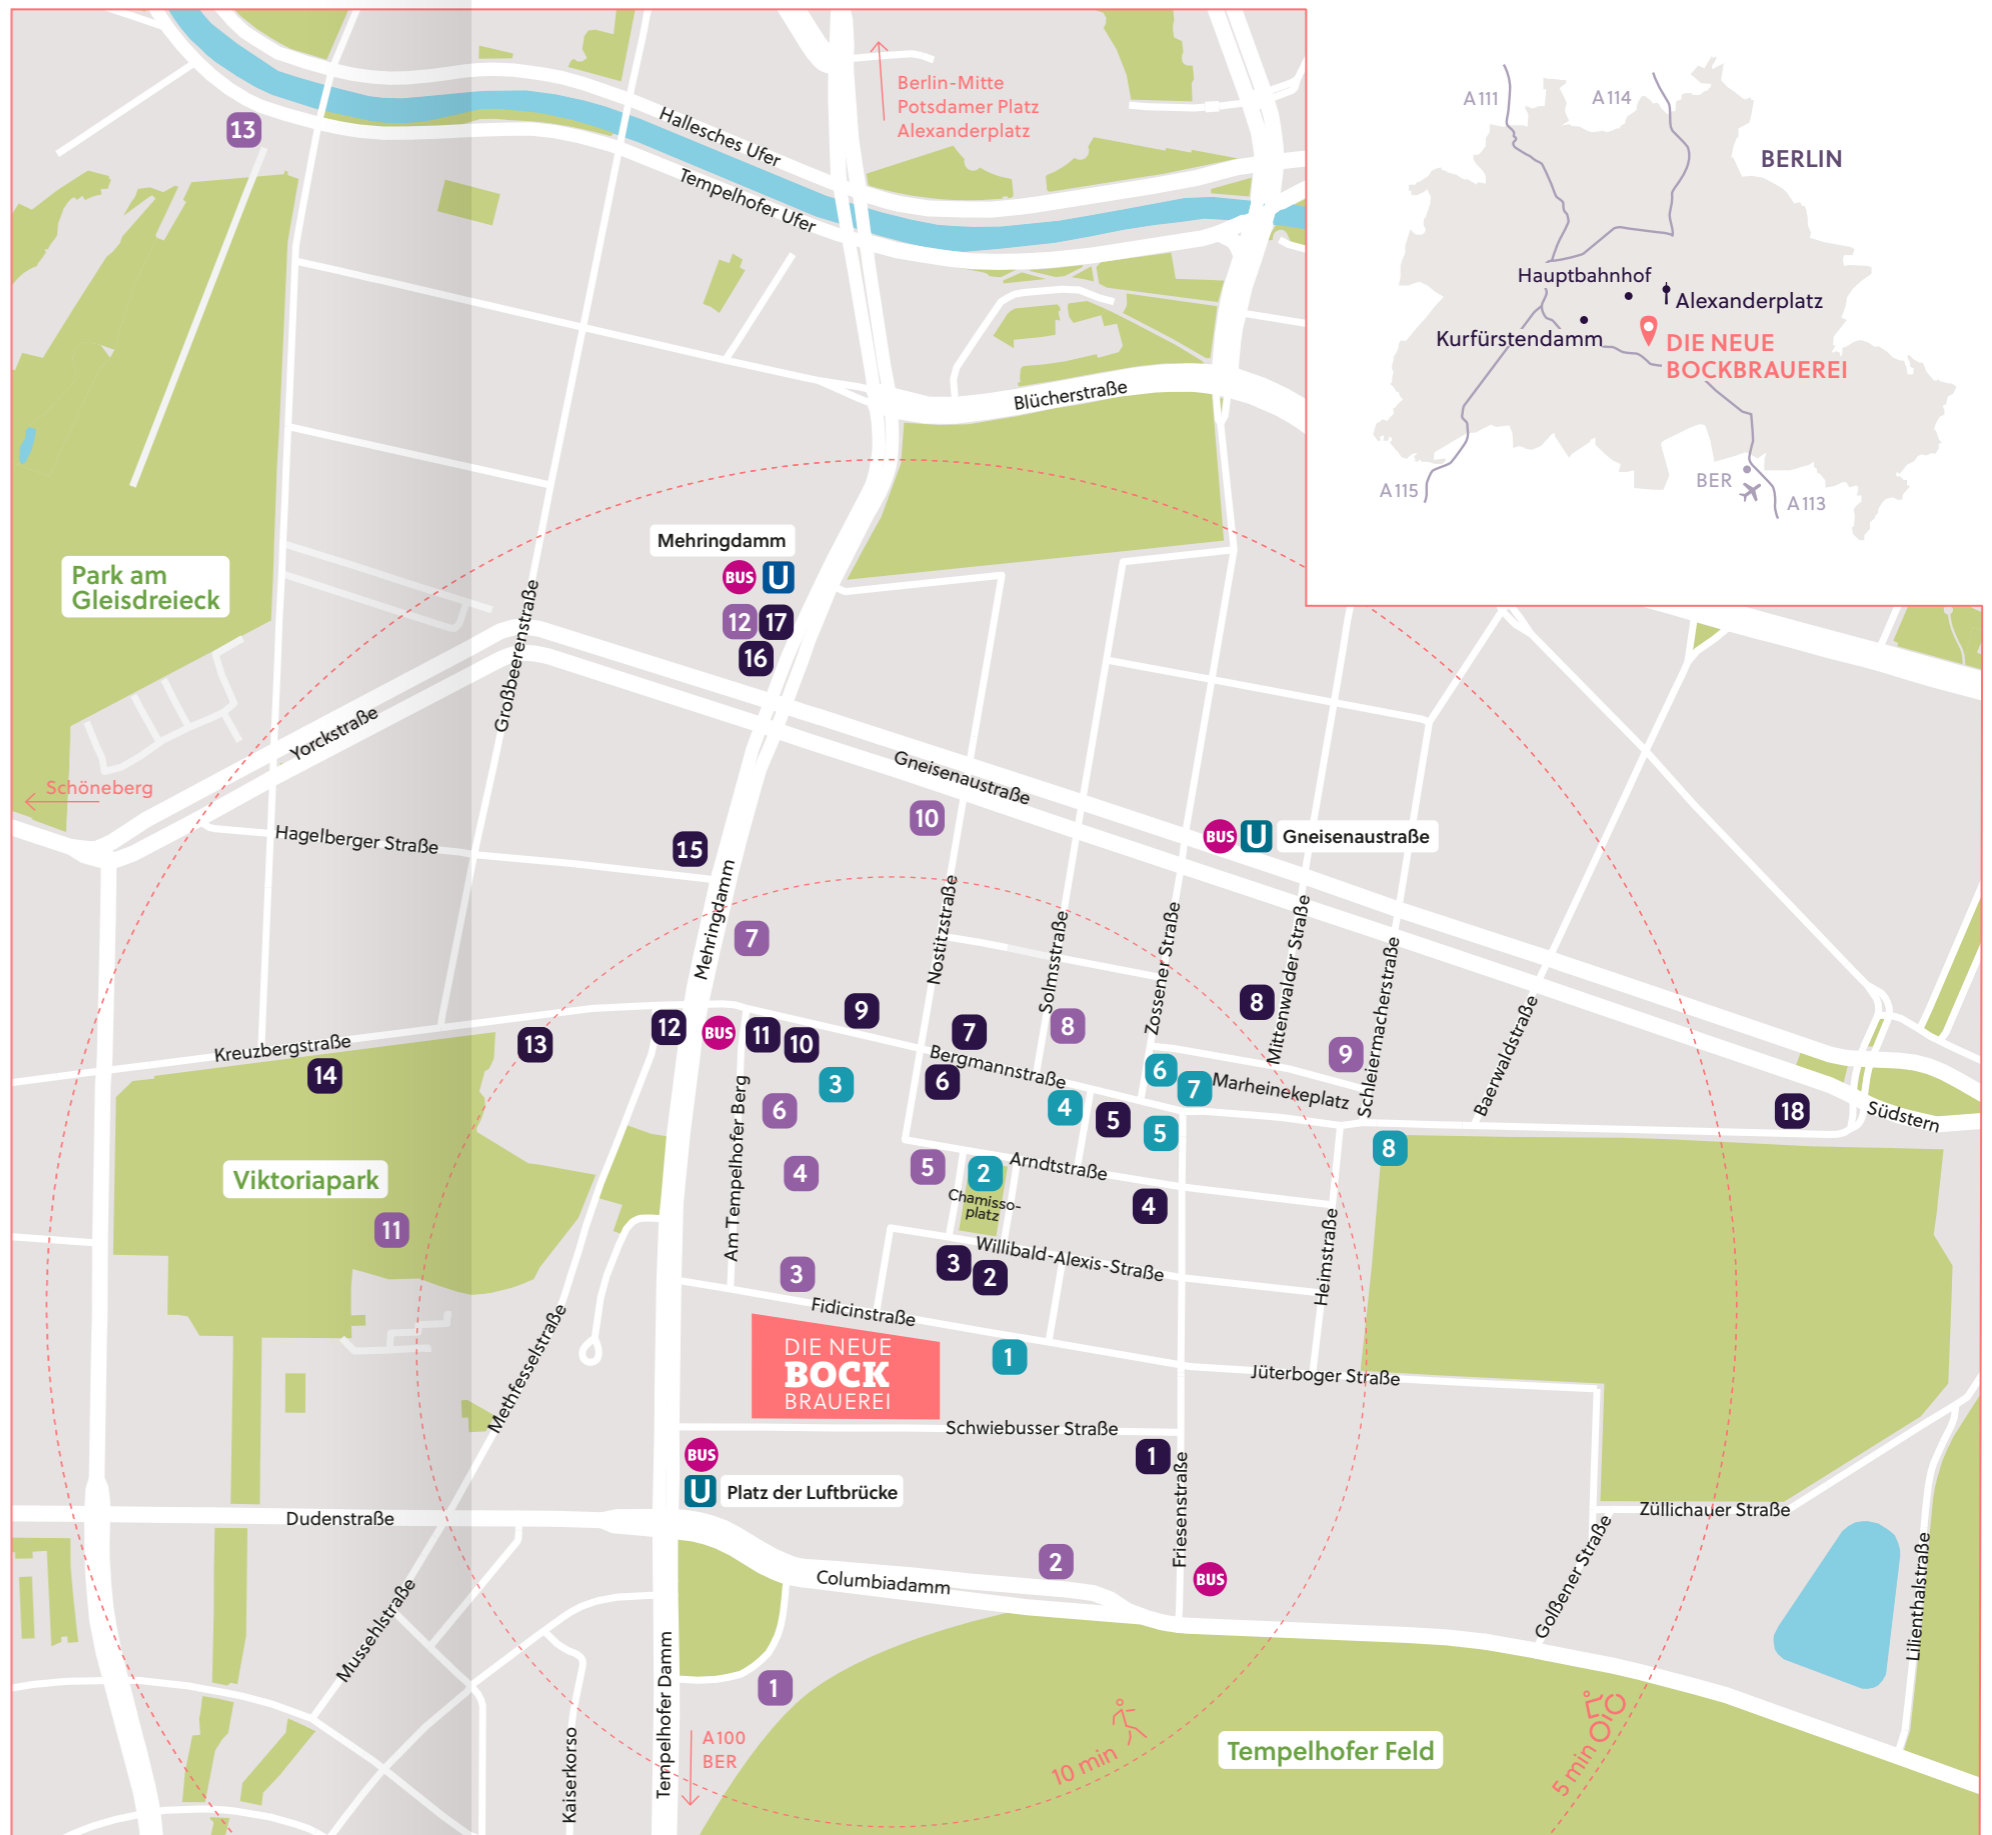 Berlin-Mitte
Potsdamer Platz
Alexanderplatz
A 111
A 114
BERLIN
Hauptbahnhof
Alexanderplatz
Kurfürstendamm
DIE NEUE
BOCKBRAUEREI
BER
A 115
A 113
13
Hallesches Ufer
Tempelhofer Ufer
Blücherstraße
Mehringdamm
BUS U
12 17
16
Park am
Gleisdreieck
Großbeerenstraße
Yorckstraße
Schöneberg
Gneisenaustraße
10
BUS U Gneisenaustraße
Hagelberger Straße
15
Mehringdamm
7
Nostitzstraße
Solmsstraße
Zossener Straße
Mittenwalder Straße
Schleiermacherstraße
Baerwaldstraße
8
9
7
8
9
12
BUS
11
10
13
Kreuzbergstraße
14
3
6
Bergmannstraße
6
7
Marheinekeplatz
4
5
5
18
Südstern
8
6
Am Tempelhofer Berg
4
5
2
Arndtstraße
Chamisso-
platz
4
Viktoriapark
11
3
3
2
Willibald-Alexis-Straße
Heimstraße
Fidicinstraße
Methfesselstraße
DIE NEUE
BOCK
BRAUEREI
1
Jüterboger Straße
Schwiebusser Straße
1
Friesenstraße
BUS
U Platz der Luftbrücke
Dudenstraße
Züllichauer Straße
Golßener Straße
Lilienthalstraße
2
BUS
Columbiadamm
Mussehlstraße
1
Tempelhofer Damm
Kaiserkorso
A100
BER
10 min
Tempelhofer Feld
5 min